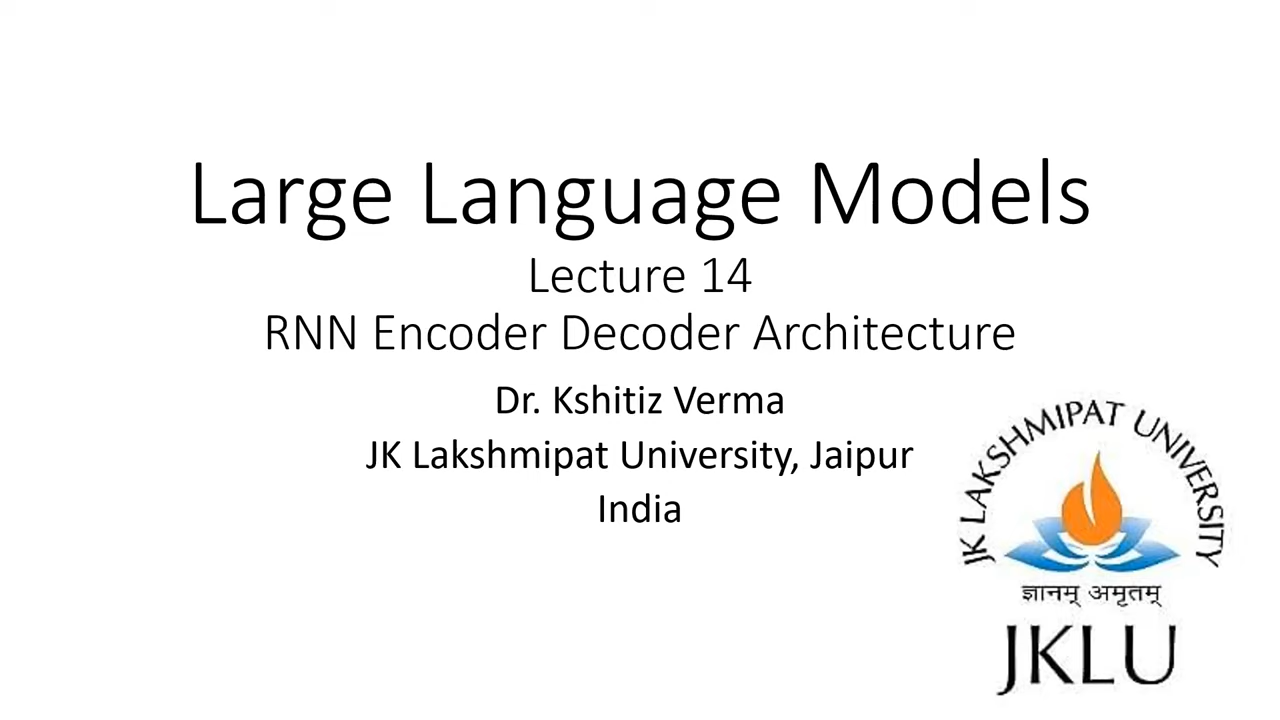 Large Language Models
Lecture 14
RNN Encoder Decoder Architecture
Dr. Kshitiz Verma
JK Lakshmipat University, Jaipur
India
JK LAKSHMIPAT UNIVERSITY
ज्ञानम् अमृतम्
JKLU